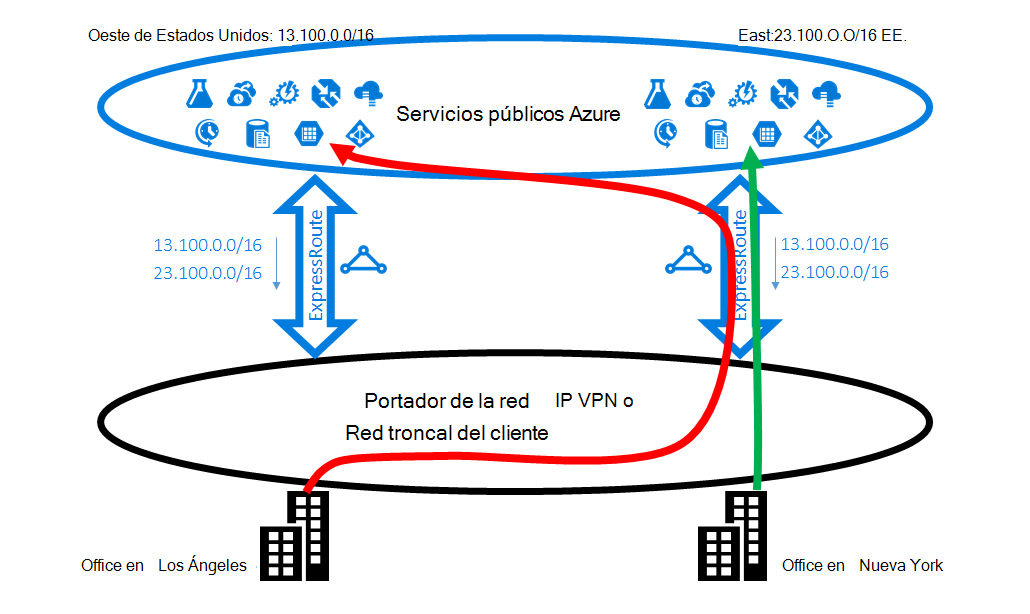 Oeste de Estados Unidos: 13.100.0.0/16
East:23.100.O.O/16 EE.
Servicios públicos Azure
13.100.0.0/16
23.100.0.0/16
ExpressRoute
ExpressRoute
13.100.0.0/16
23.100.0.0/16
Portador de la red IP VPN o
Red troncal del cliente
Office en Los Ángeles
Office en Nueva York